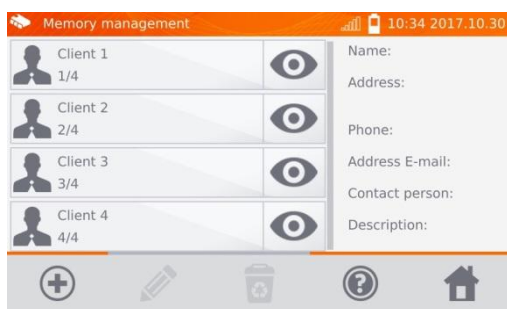 Memory management
10:34 2017.10.30
Client 1
1/4
Client 2
2/4
Client 3
3/4
Client 4
4/4
Name:
Address:
Phone:
Address E-mail:
Contact person:
Description: